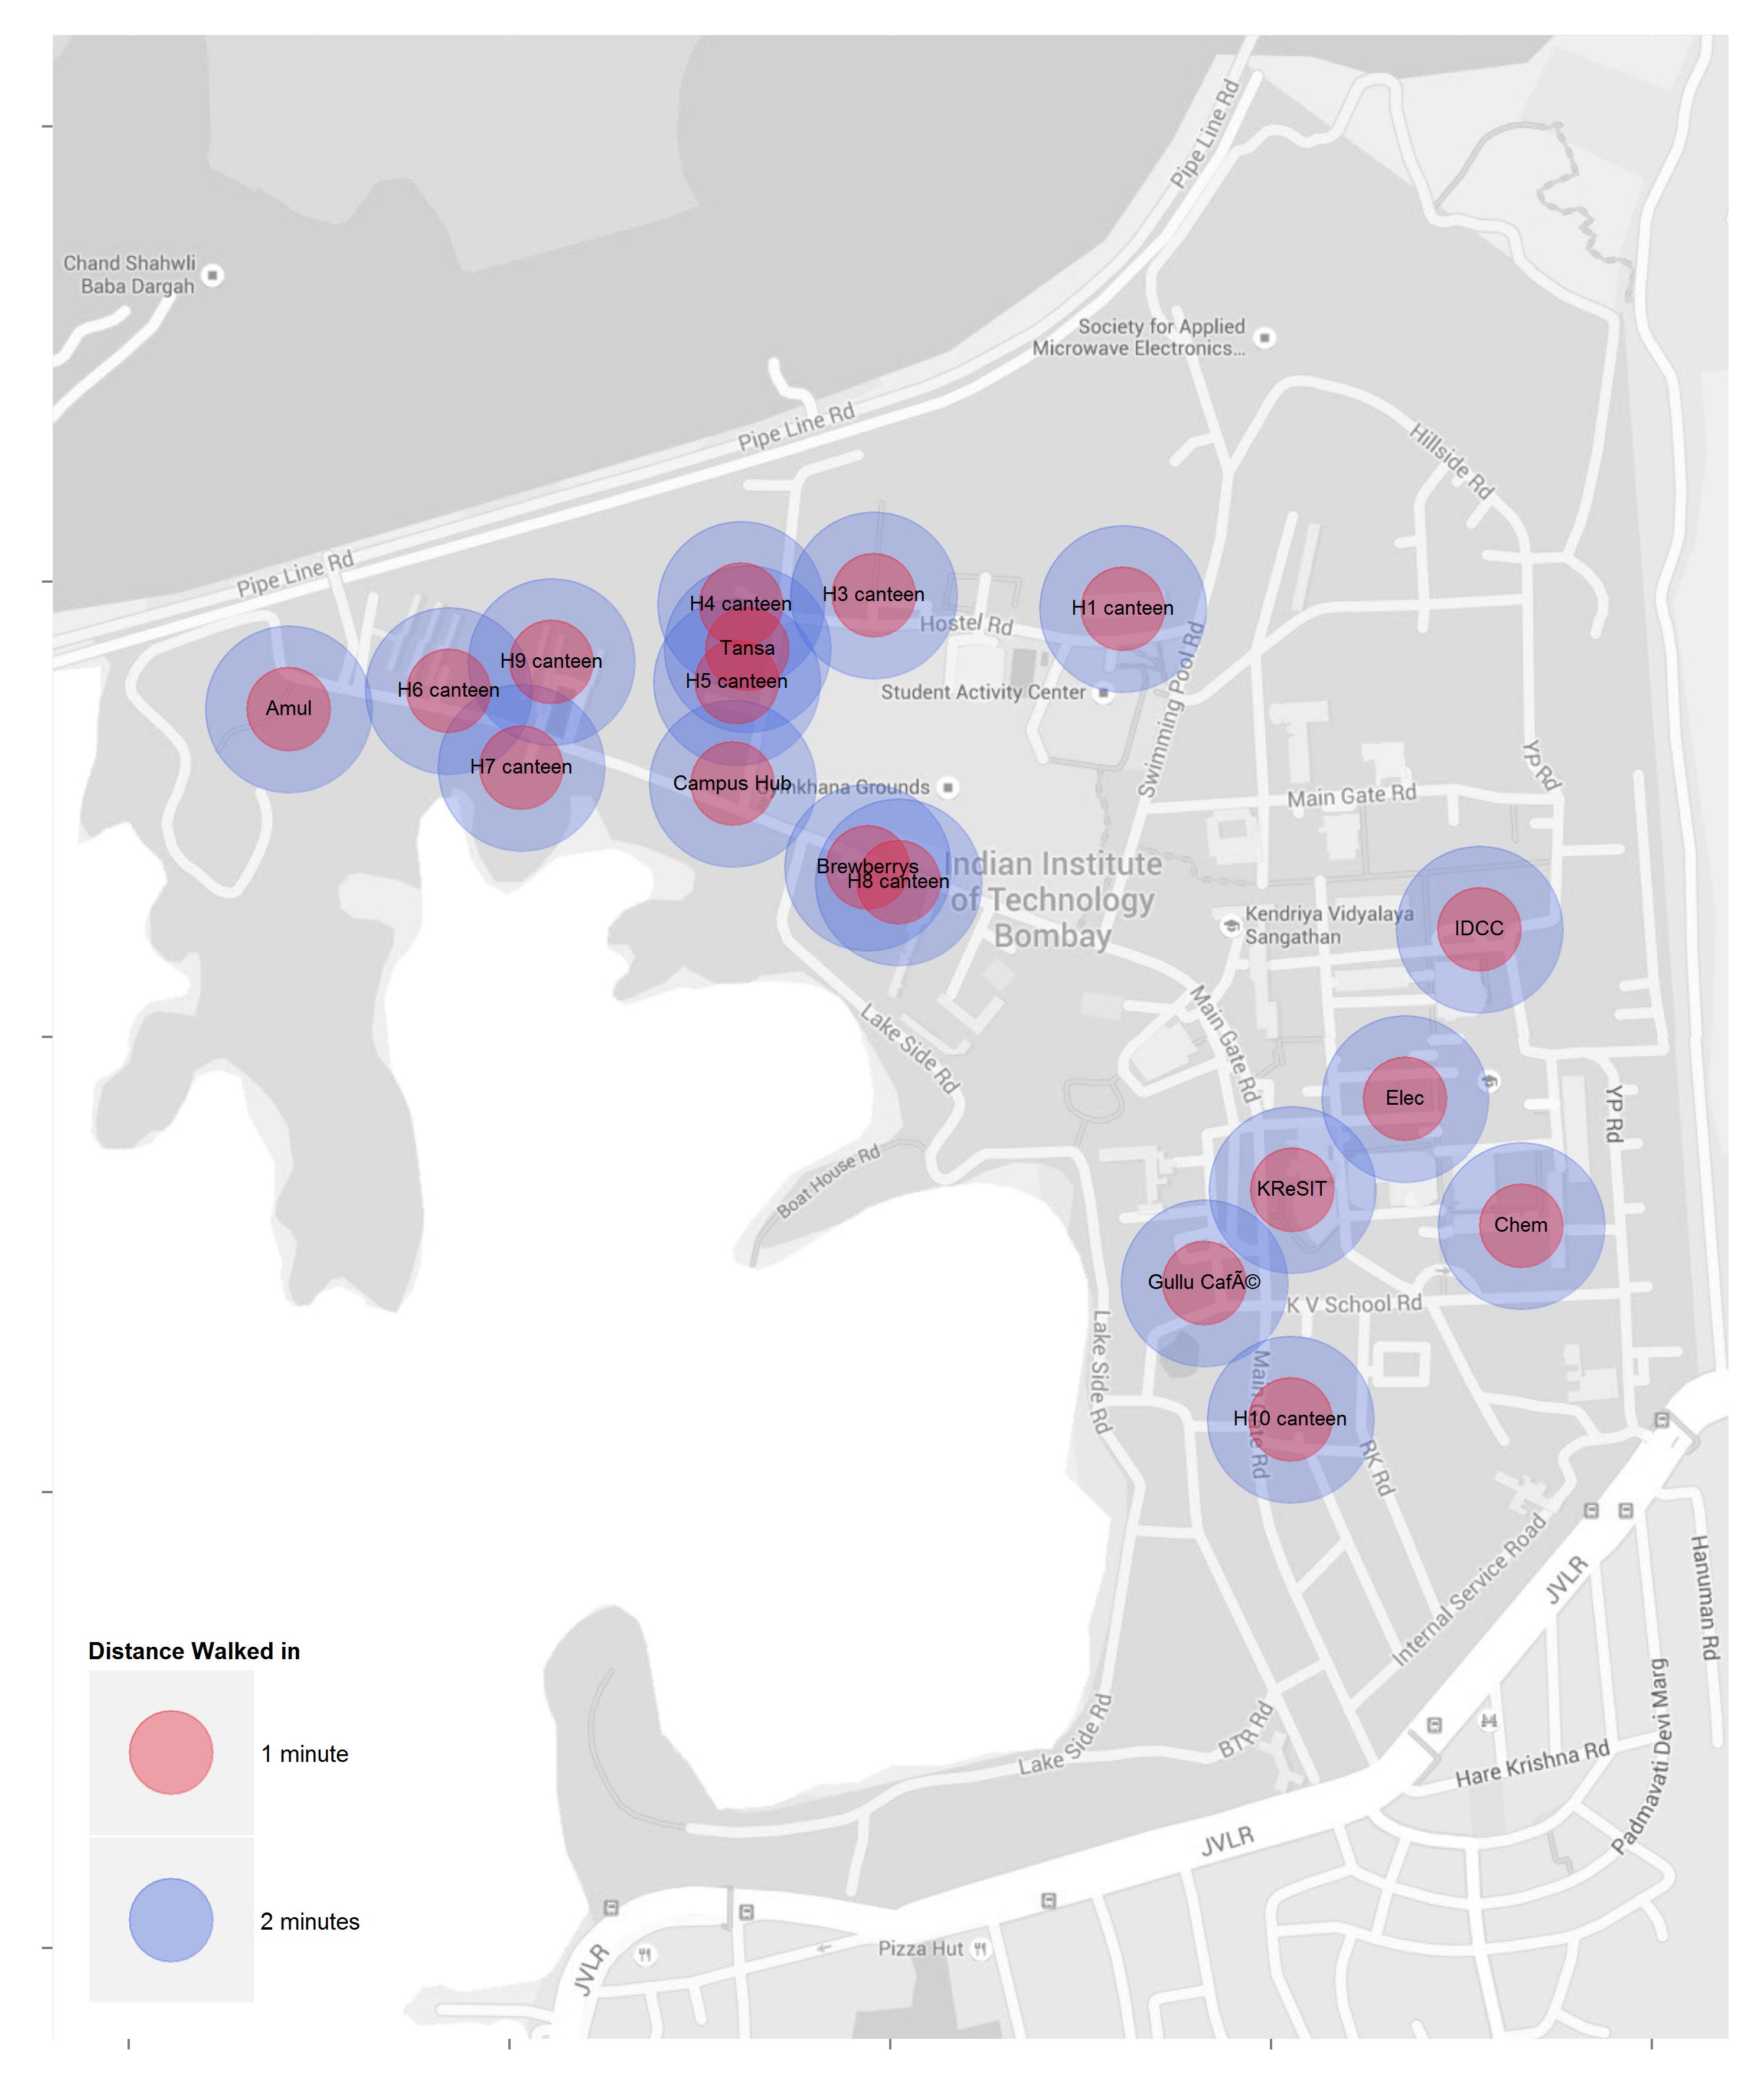 Pipe Line Rd
Chand Shahwli
Baba Dargah
Society for Applied
Microwave Electronics...
Pipe Line Rd
Hillside Rd
Pipe Line Rd
H4 canteen
H3 canteen
H1 canteen
Hostel Rd
Tansa
H9 canteen
H5 canteen
H6 canteen
Amul
Student Activity Center
Swimming Pool Rd
H7 canteen
Campus Hub
mkhana Grounds
YP Rd
Main Gate Rd
Brewberrys
H8 canteen
Indian Institute
of Technology
Bombay
Kendriya Vidyalaya
Sangathan
IDCC
Lake Side Rd
Main Gate Rd
Elec
YP Rd
Boat House Rd
KReSIT
Chem
Gullu CafÃ©
K V School Rd
Lake Side Rd
Main Gate Rd
H10 canteen
RK Rd
Internal Service Road
JVLR
Hanuman Rd
Distance Walked in
1 minute
2 minutes
Lake Side Rd
BTR Rd
Hare Krishna Rd
Padmavati Devi Marg
JVLR
Pizza Hut
JVLR